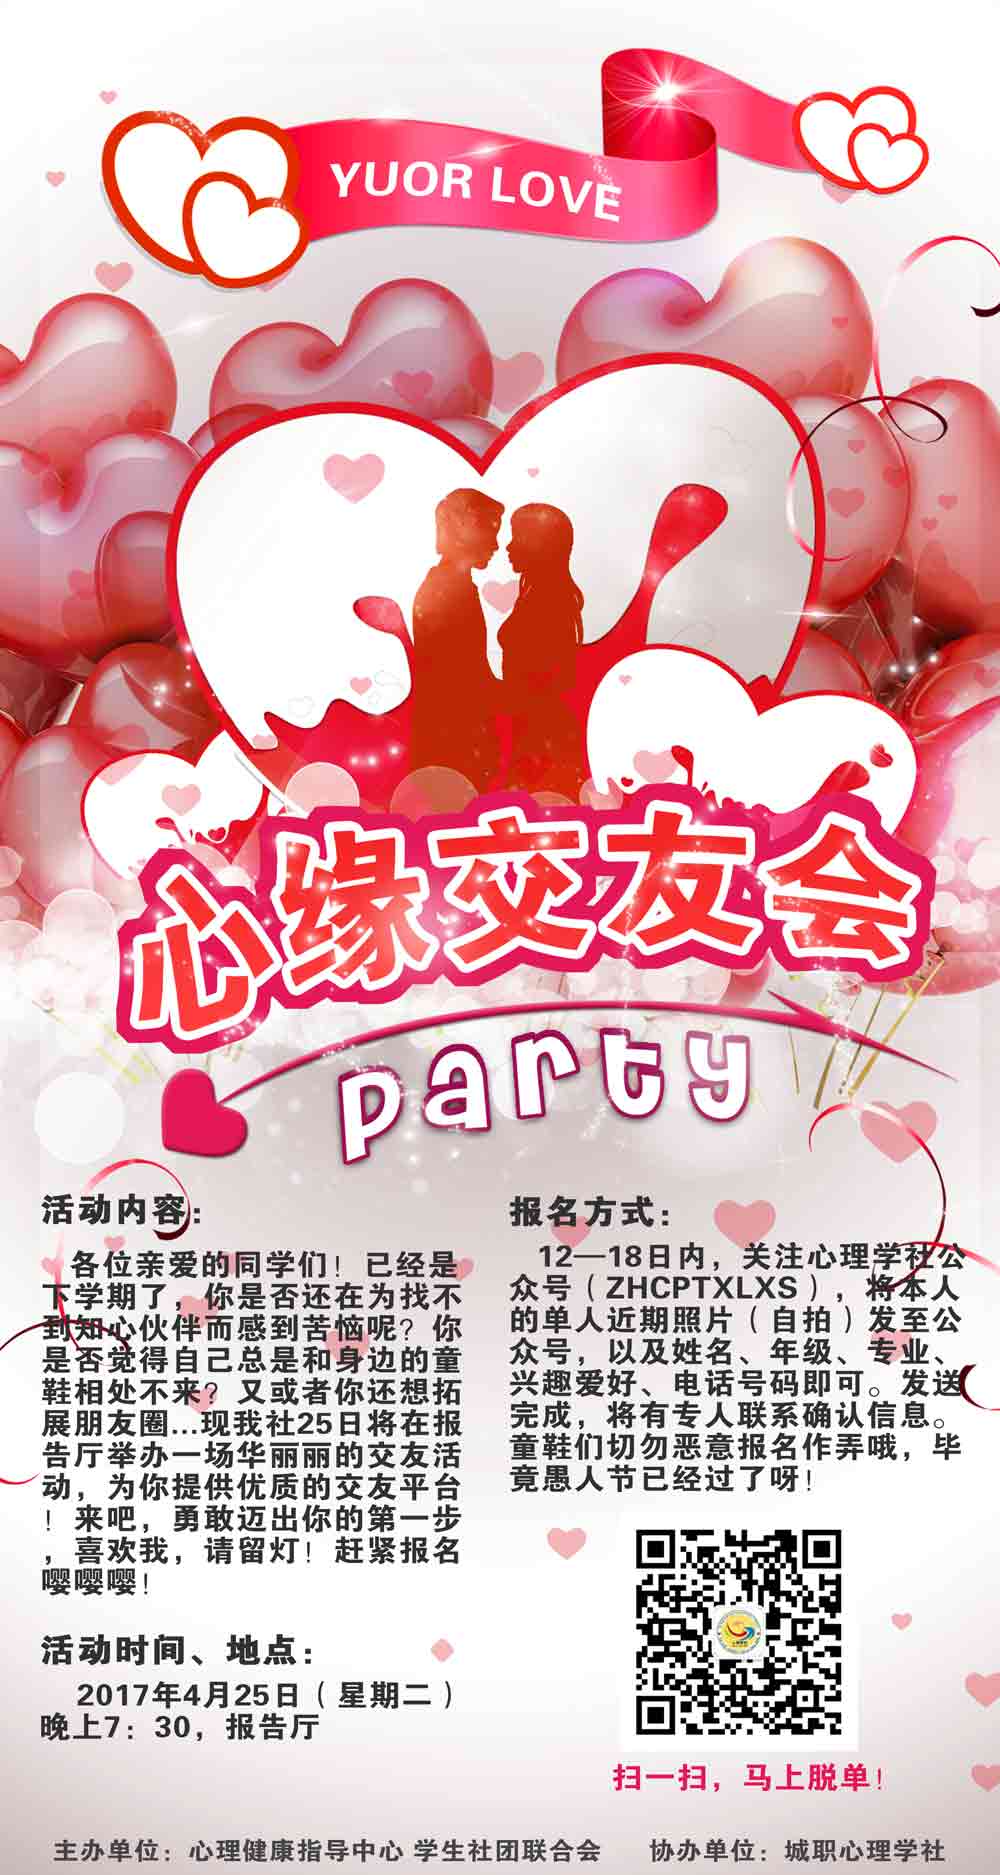 YUOR LOVE
心缘交友会
party
活动内容：
各位亲爱的同学们！已经是
下学期了，你是否还在为找不
到知心伙伴而感到苦恼呢？你
是否觉得自己总是和身边的童
鞋相处不来？又或者你还想拓
展朋友圈...现我社25日将在报
告厅举办一场华丽丽的交友活
动，为你提供优质的交友平台
！来吧，勇敢迈出你的第一步
，喜欢我，请留灯！赶紧报名
嘤嘤嘤！
活动时间、地点：
2017年4月25日（星期二）
晚上7：30，报告厅
报名方式：
12—18日内，关注心理学社公
众号（ZHCPTXLXS），将本人
的单人近期照片（自拍）发至公
众号，以及姓名、年级、专业、
兴趣爱好、电话号码即可。发送
完成，将有专人联系确认信息。
童鞋们切勿恶意报名作弄哦，毕
竟愚人节已经过了呀！
扫一扫，马上脱单！
主办单位：心理健康指导中心 学生社团联合会 协办单位：城职心理学社